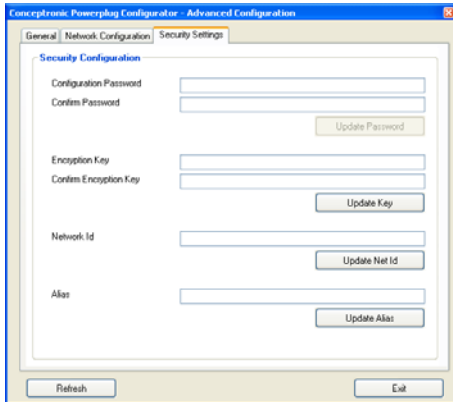 Conceptronic Powerplug Configurator - Advanced Configuration
General Network Configuration Security Settings
Security Configuration
Configuration Password
Confirm Password
Update Password
Encryption Key
Confirm Encryption Key
Update Key
Network Id
Update Net Id
Alias
Update Alias
Refresh Exit